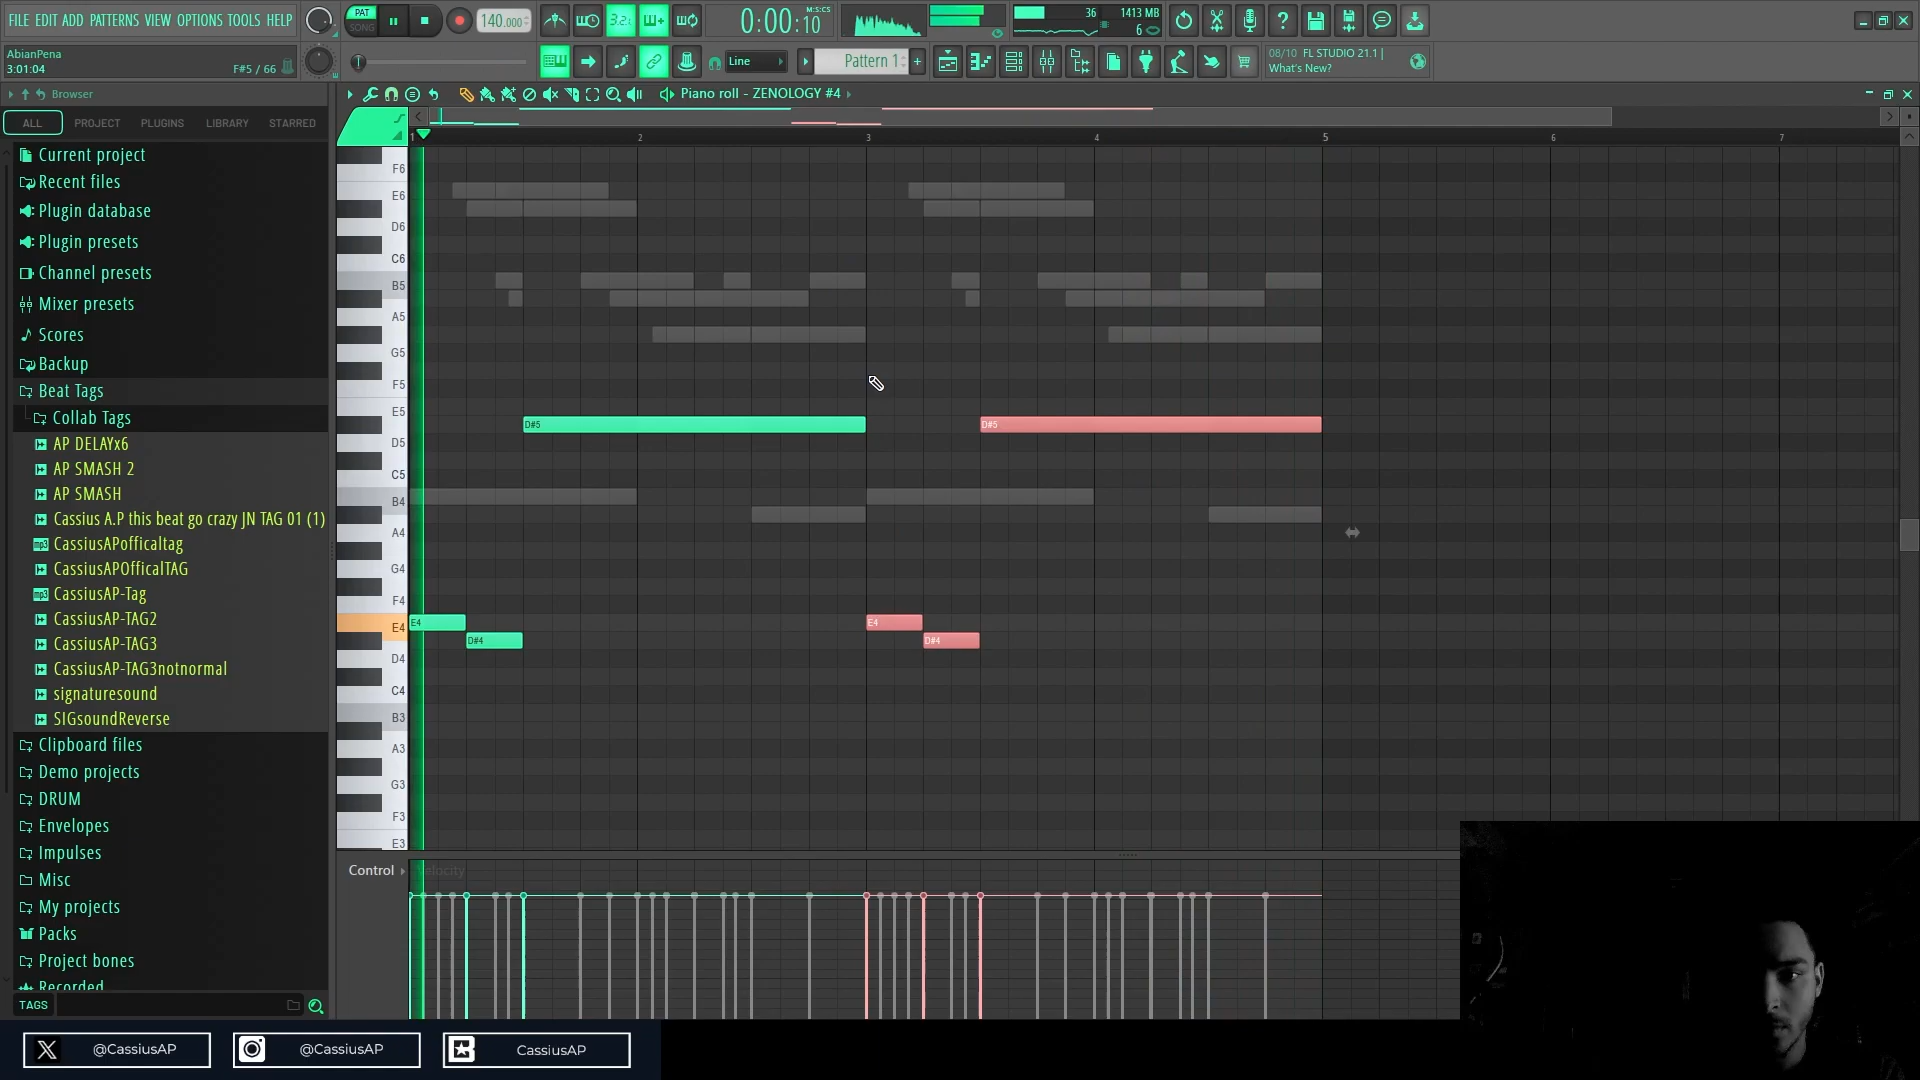 FILE EDIT ADD PATTERNS VIEW OPTIONS TOOLS HELP
PAT
SONG
140.000
3.2.
0:00:10
M:S:CS
36
1413 MB
6
AbianPena
3:01:04
F#5 / 66
Line
Pattern 1
08/10 FL STUDIO 21.1 |
What's New?
Browser
Piano roll - ZENOLOGY #4
ALL
PROJECT
PLUGINS
LIBRARY
STARRED
Current project
Recent files
Plugin database
Plugin presets
Channel presets
Mixer presets
Scores
Backup
Beat Tags
Collab Tags
AP DELAYx6
AP SMASH 2
AP SMASH
Cassius A.P this beat go crazy JN TAG 01 (1)
CassiusAPofficaltag
CassiusAPOfficalTAG
CassiusAP-Tag
CassiusAP-TAG2
CassiusAP-TAG3
CassiusAP-TAG3notnormal
signaturesound
SIGsoundReverse
Clipboard files
Demo projects
DRUM
Envelopes
Impulses
Misc
My projects
Packs
Project bones
Recorded
TAGS
1
2
3
4
5
6
7
F6
E6
D6
C6
B5
A5
G5
F5
E5
D5
C5
B4
A4
G4
F4
E4
D4
C4
B3
A3
G3
F3
E3
D#5
D#5
E4
D#4
E4
D#4
Control
Velocity
@CassiusAP
@CassiusAP
CassiusAP